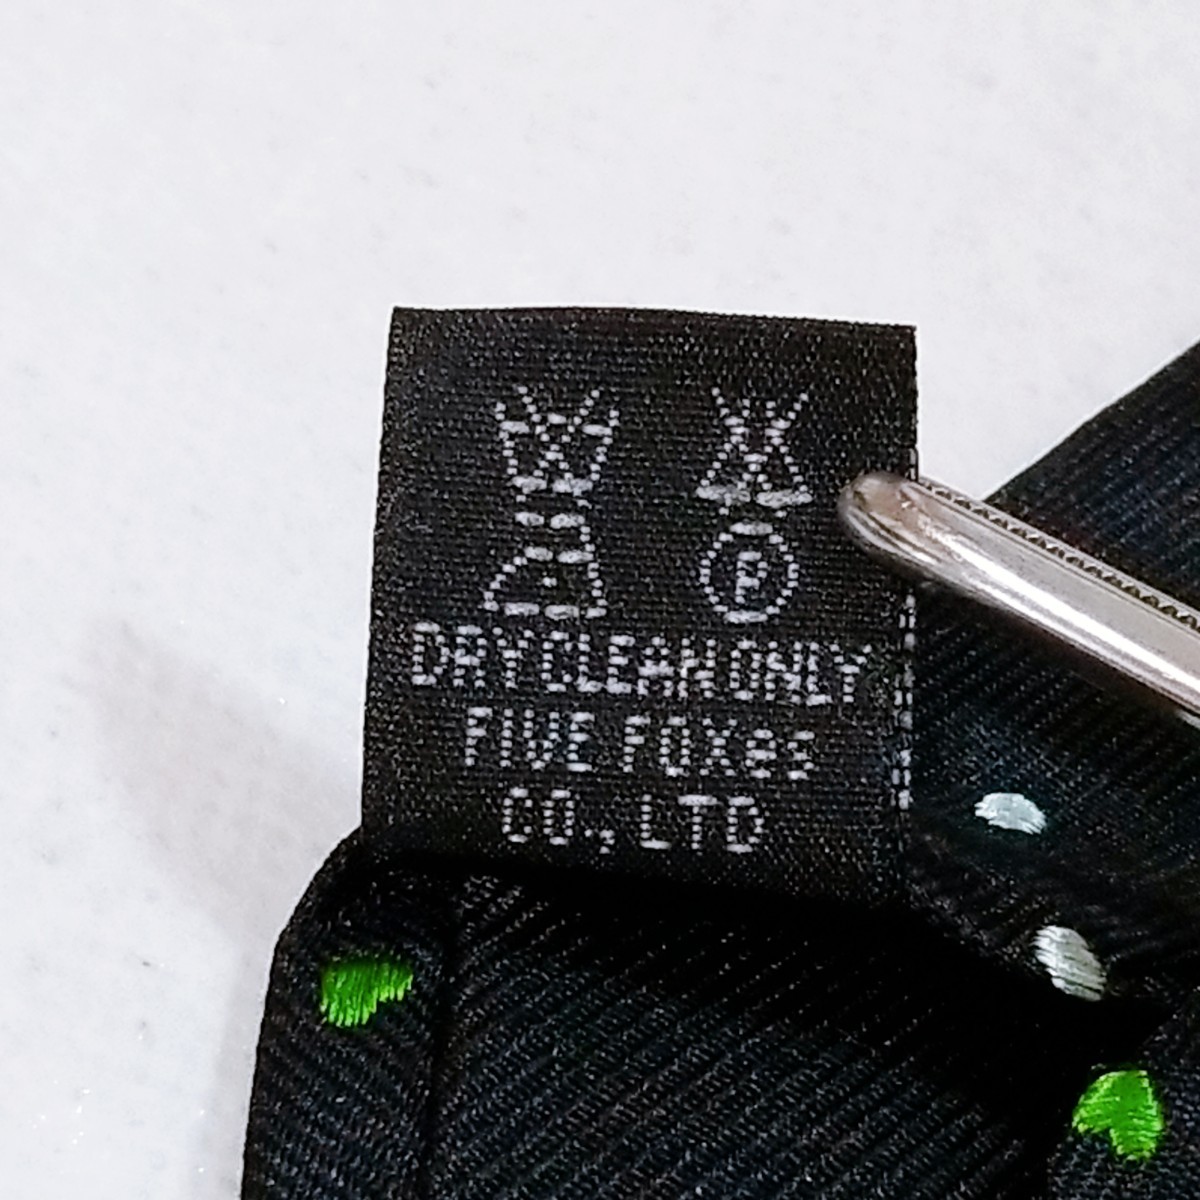 P
DRY CLEAN ONLY
FIVE FOXes
CO., LTD